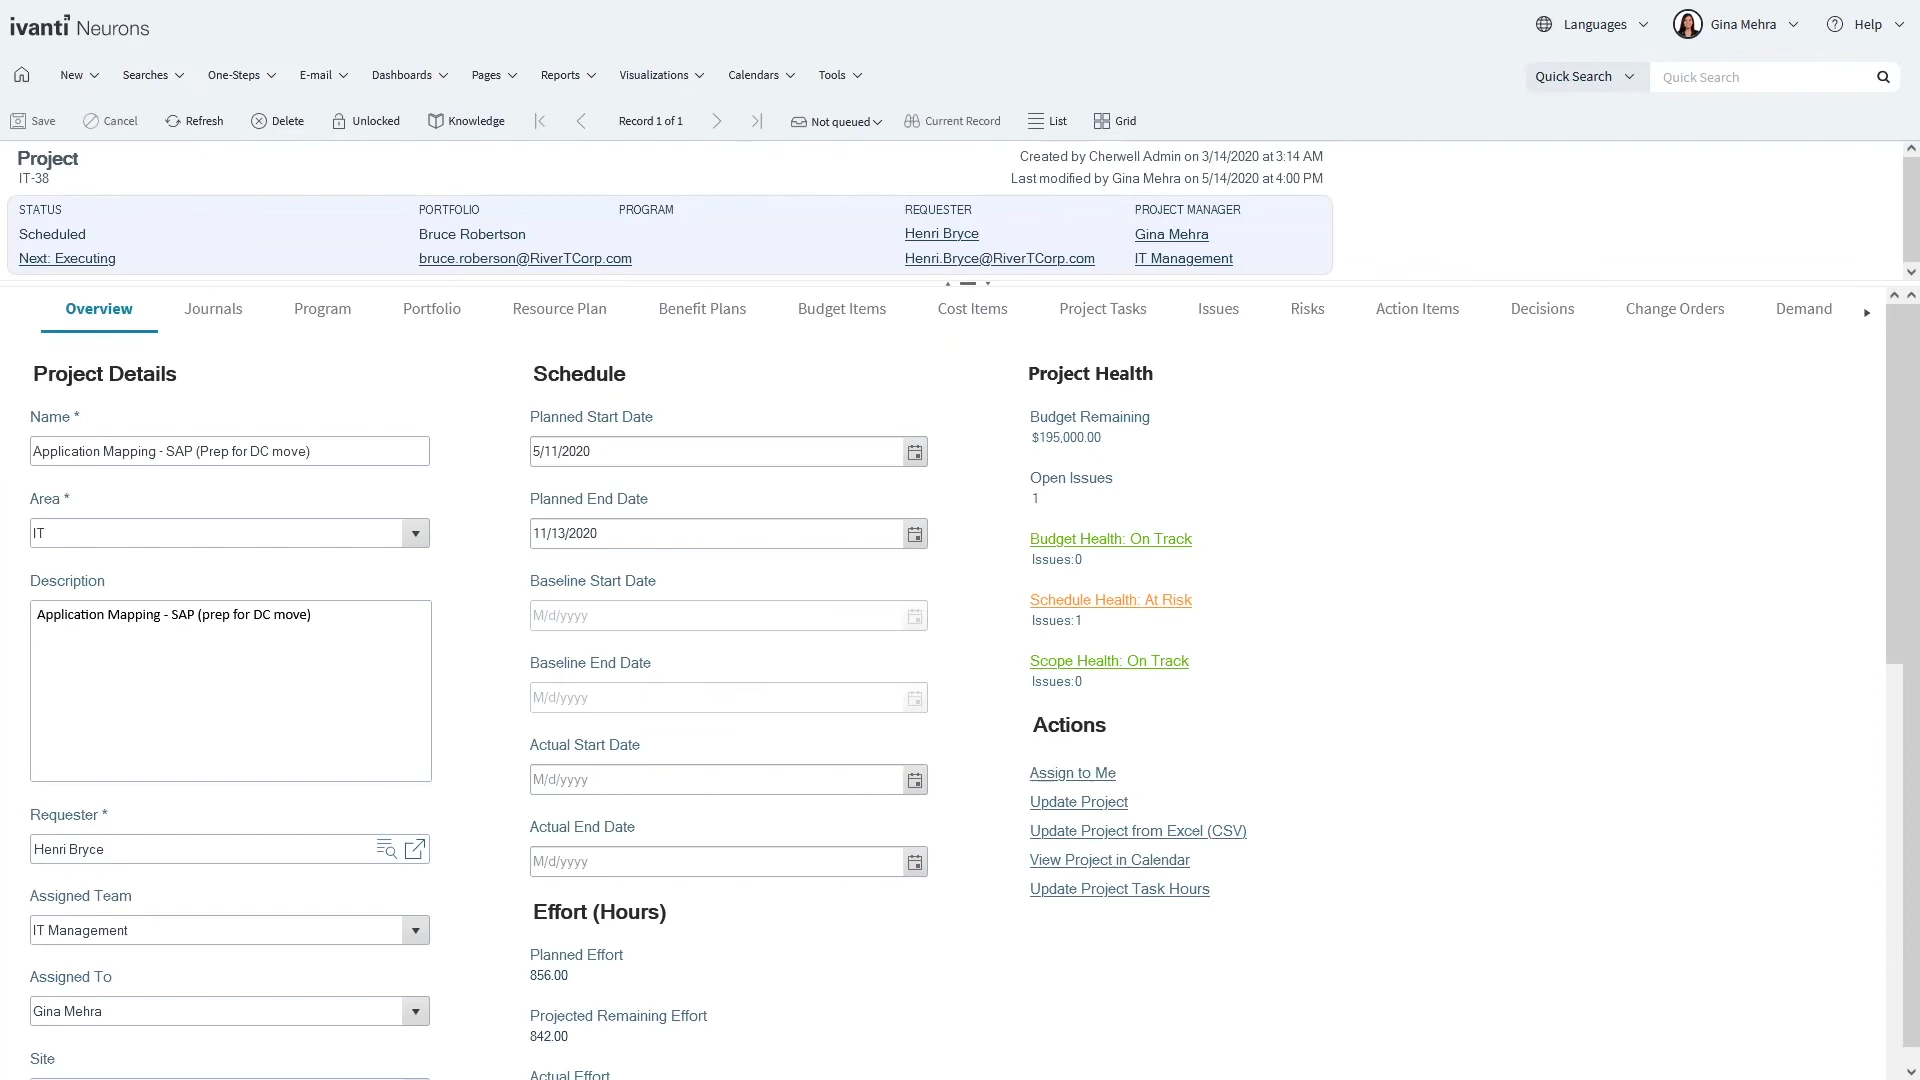 ivanti Neurons
Languages Gina Mehra Help
New Searches One-Steps E-mail Dashboards Pages Reports Visualizations Calendars Tools
Quick Search Quick Search
Save Cancel Refresh Delete Unlocked Knowledge Record 1 of 1 Not queued Current Record List Grid
Project
IT-38
Created by Cherwell Admin on 3/14/2020 at 3:14 AM
Last modified by Gina Mehra on 5/14/2020 at 4:00 PM
STATUS PORTFOLIO PROGRAM REQUESTER PROJECT MANAGER
Scheduled Bruce Robertson Henri Bryce Gina Mehra
Next: Executing bruce.roberson@RiverTCorp.com Henri.Bryce@RiverTCorp.com IT Management
Overview Journals Program Portfolio Resource Plan Benefit Plans Budget Items Cost Items Project Tasks Issues Risks Action Items Decisions Change Orders Demand
Project Details
Name *
Application Mapping - SAP (Prep for DC move)
Area *
IT
Description
Application Mapping - SAP (prep for DC move)
Requester *
Henri Bryce
Assigned Team
IT Management
Assigned To
Gina Mehra
Site
Schedule
Planned Start Date
5/11/2020
Planned End Date
11/13/2020
Baseline Start Date
M/d/yyyy
Baseline End Date
M/d/yyyy
Actual Start Date
M/d/yyyy
Actual End Date
M/d/yyyy
Effort (Hours)
Planned Effort
856.00
Projected Remaining Effort
842.00
Actual Effort
Project Health
Budget Remaining
$195,000.00
Open Issues
1
Budget Health: On Track
Issues:0
Schedule Health: At Risk
Issues:1
Scope Health: On Track
Issues:0
Actions
Assign to Me
Update Project
Update Project from Excel (CSV)
View Project in Calendar
Update Project Task Hours